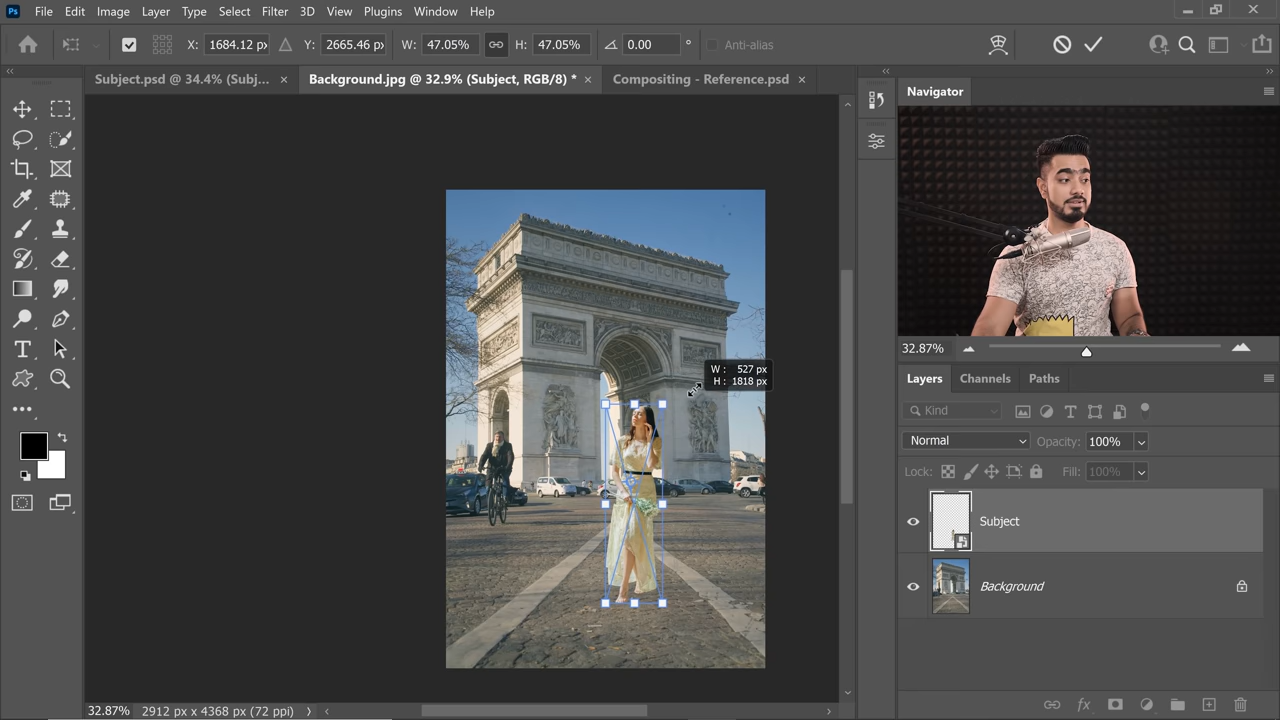 Ps File Edit Image Layer Type Select Filter 3D View Plugins Window Help
X: 1684.12 px Y: 2665.46 px W: 47.05% H: 47.05% 0.00 ° Anti-alias
Subject.psd @ 34.4% (Subj... × Background.jpg @ 32.9% (Subject, RGB/8) * × Compositing - Reference.psd ×
Navigator
32.87%
W : 527 px
H : 1818 px
Layers Channels Paths
Kind
Normal Opacity: 100%
Lock: Fill: 100%
Subject
Background
32.87% 2912 px x 4368 px (72 ppi)